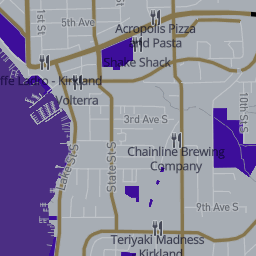 1st St
5th Ave
Acropolis Pizza
and Pasta
Shake Shack
ffe Ladro - Kirkland
Volterra
3rd Ave S
10th St S
Chainline Brewing
Company
Lake St S
State St S
9th Ave S
Teriyaki Madness
- Kirkland